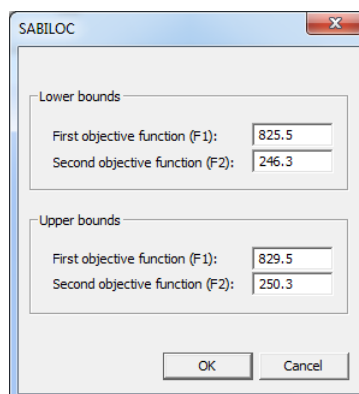 SABILOC
Lower bounds
First objective function (F1): 825.5
Second objective function (F2): 246.3
Upper bounds
First objective function (F1): 829.5
Second objective function (F2): 250.3
OK Cancel